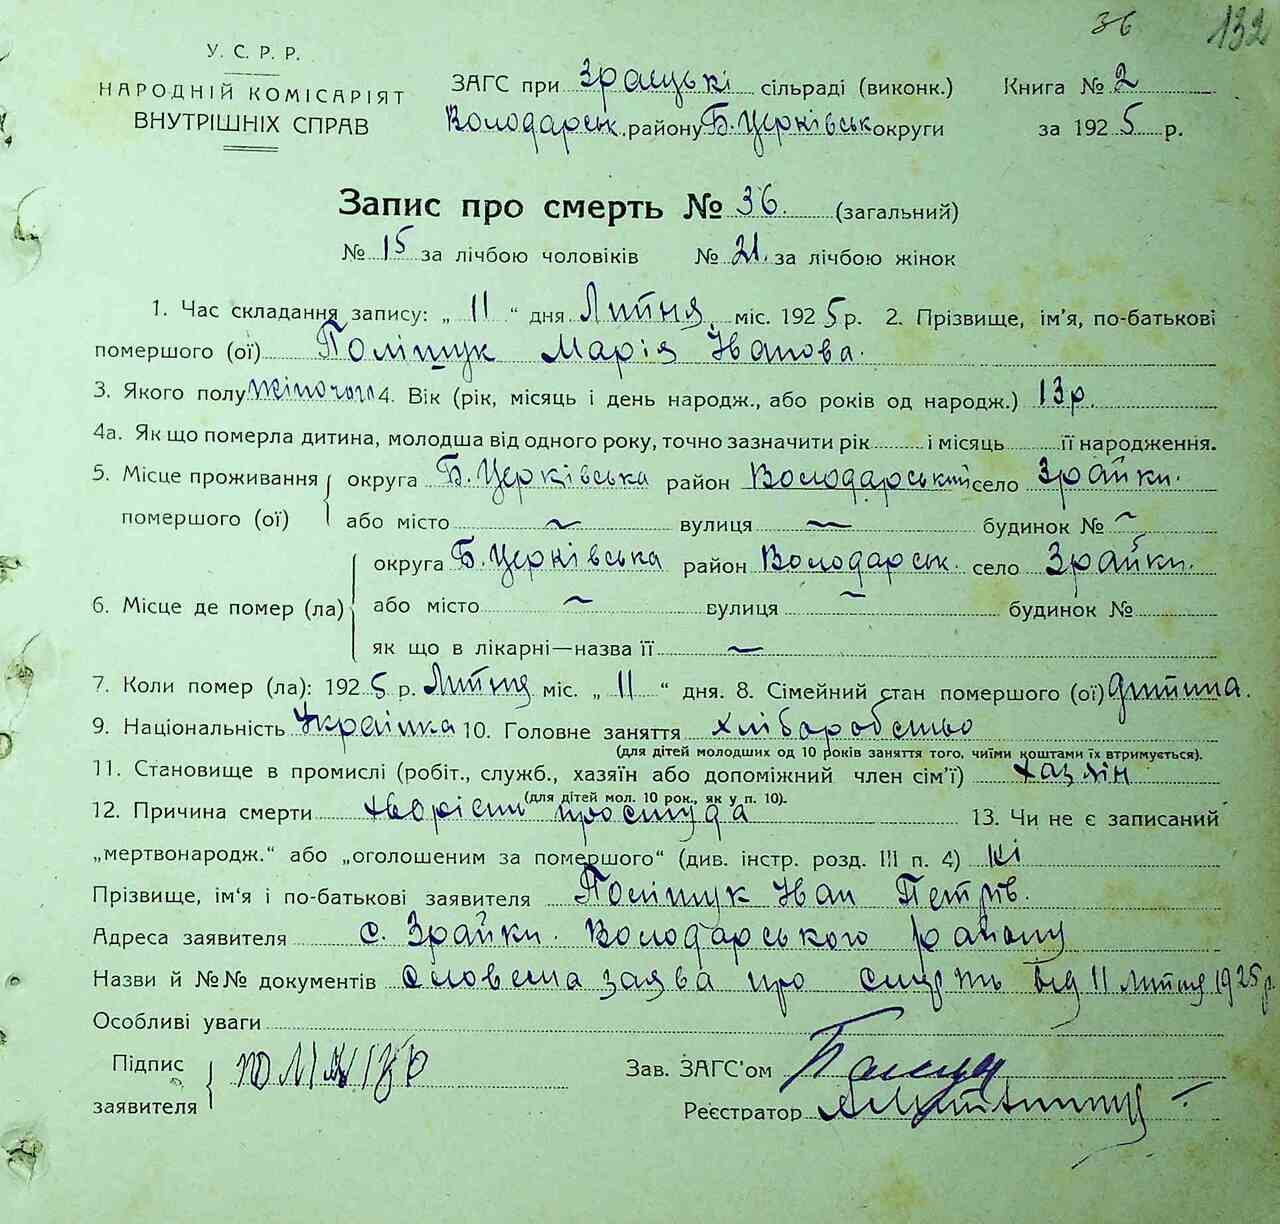 36 132
У. С. Р. Р.
НАРОДНІЙ КОМІСАРІЯТ
ВНУТРІШНІХ СПРАВ
ЗАГС при Зрацькі сільраді (виконк.)
Володарськ. району Б. Церківськ округи
Книга № 2
за 1925 р.
Запис про смерть № 36. (загальний)
№ 15 за лічбою чоловіків № 21. за лічбою жінок
1. Час складання запису: „ 11 “ дня Липня міс. 1925 р. 2. Прізвище, ім’я, по-батькові
помершого (ої) Поліщук Марія Іванова.
3. Якого полу жіночого 4. Вік (рік, місяць і день народж., або років од народж.) 13 р.
4а. Як що померла дитина, молодша від одного року, точно зазначити рік і місяць її народження.
5. Місце проживання помершого (ої)
округа Б. Церківська район Володарський село Зрайки.
або місто ~ вулиця ~ будинок № ~
6. Місце де помер (ла)
округа Б. Церківська район Володарськ. село Зрайки.
або місто ~ вулиця ~ будинок №
як що в лікарні—назва її ~
7. Коли помер (ла): 1925 р. Липня міс. „ 11 “ дня. 8. Сімейний стан помершого (ої) дитина.
9. Національність Українка 10. Головне заняття хліборобство
(для дітей молодших од 10 років заняття того, чиїми коштами їх втримується).
11. Становище в промислі (робіт., служб., хазяїн або допоміжний член сім’ї) хазяін
(для дітей мол. 10 рок., як у п. 10).
12. Причина смерти простуда 13. Чи не є записаний
„мертвонародж.“ або „оголошеним за помершого“ (див. інстр. розд. III п. 4) ні
Прізвище, ім‘я і по-батькові заявителя Поліщук Іван Петрів.
Адреса заявителя с. Зрайки. Володарського району
Назви й №№ документів Словесна заява про смерть від 11 липня 1925 р.
Особливі уваги
Підпис
заявителя
Зав. ЗАГС’ом
Реєстратор